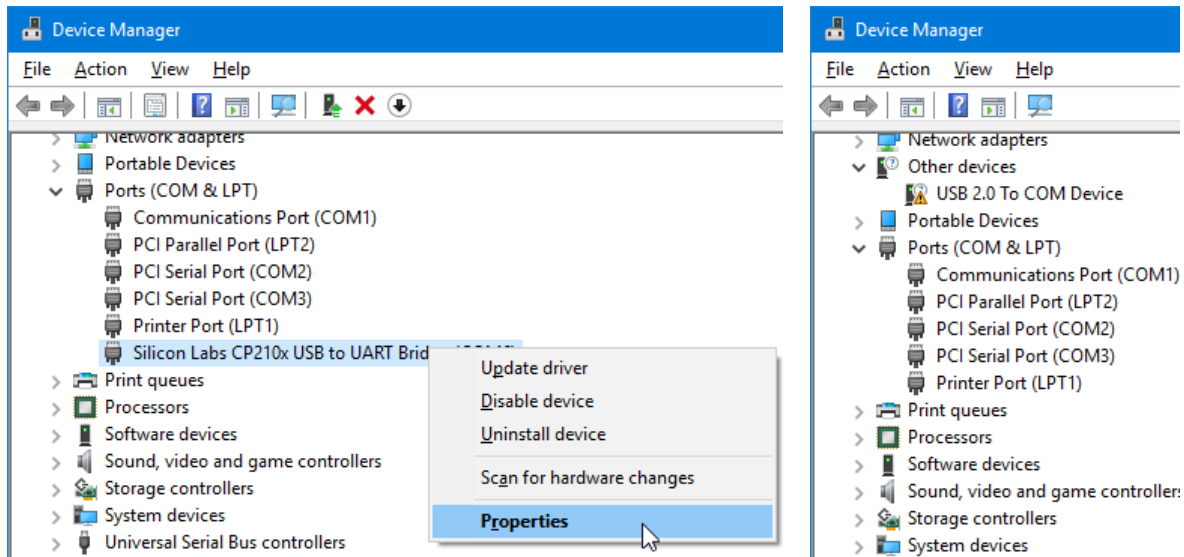 Device Manager
File Action View Help
Network adapters
Portable Devices
Ports (COM & LPT)
Communications Port (COM1)
PCI Parallel Port (LPT2)
PCI Serial Port (COM2)
PCI Serial Port (COM3)
Printer Port (LPT1)
Silicon Labs CP210x USB to UART
Print queues
Processors
Software devices
Sound, video and game controllers
Storage controllers
System devices
Universal Serial Bus controllers
Update driver
Disable device
Uninstall device
Scan for hardware changes
Properties
Device Manager
File Action View Help
Network adapters
Other devices
USB 2.0 To COM Device
Portable Devices
Ports (COM & LPT)
Communications Port (COM1)
PCI Parallel Port (LPT2)
PCI Serial Port (COM2)
PCI Serial Port (COM3)
Printer Port (LPT1)
Print queues
Processors
Software devices
Sound, video and game controllers
Storage controllers
System devices